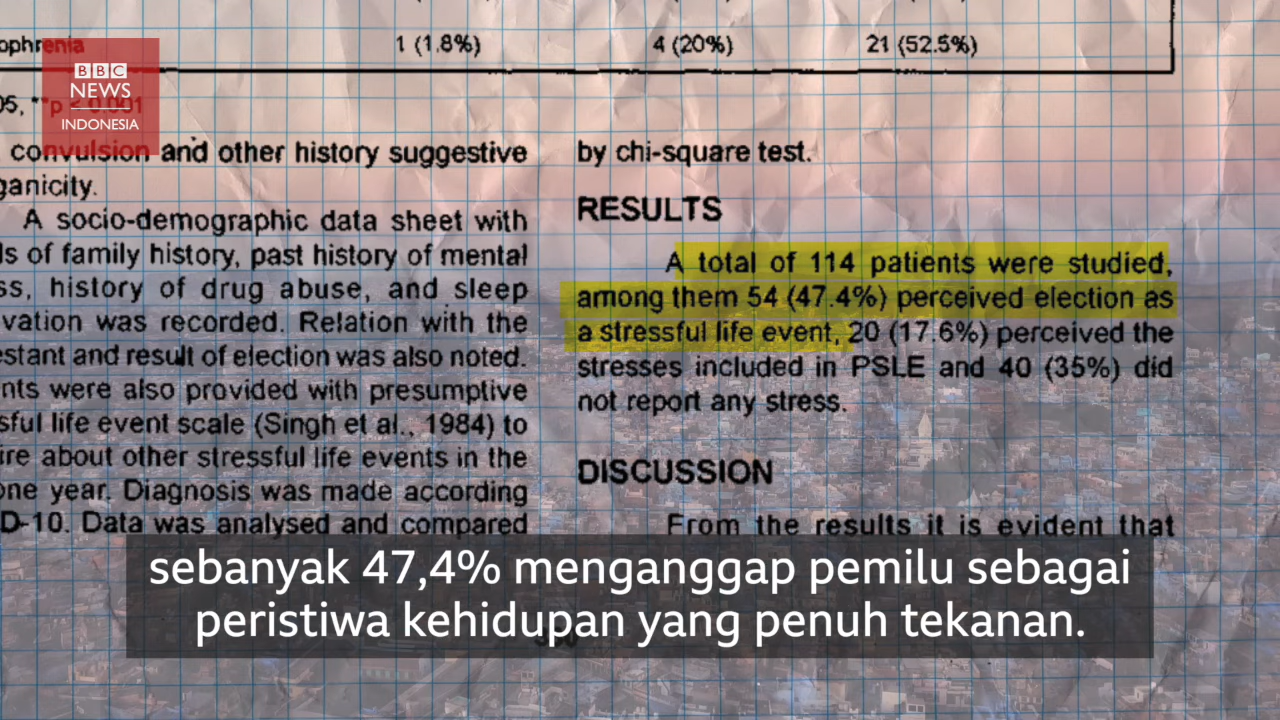 ophrenia 1 (1.8%) 4 (20%) 21 (52.5%)
BBC
NEWS
INDONESIA
05, **p < 0.001
convulsion and other history suggestive
ganicity.
A socio-demographic data sheet with
ls of family history, past history of mental
ss, history of drug abuse, and sleep
vation was recorded. Relation with the
estant and result of election was also noted.
nts were also provided with presumptive
sful life event scale (Singh et al., 1984) to
ire about other stressful life events in the
one year. Diagnosis was made according
D-10. Data was analysed and compared
by chi-square test.
RESULTS
A total of 114 patients were studied,
among them 54 (47.4%) perceived election as
a stressful life event, 20 (17.6%) perceived the
stresses included in PSLE and 40 (35%) did
not report any stress.
DISCUSSION
From the results it is evident that
sebanyak 47,4% menganggap pemilu sebagai
peristiwa kehidupan yang penuh tekanan.